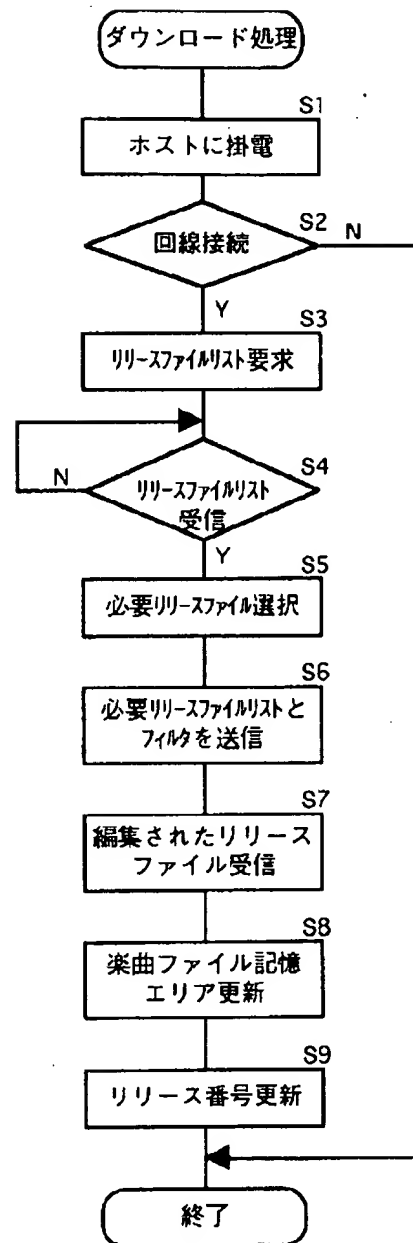 ダウンロード処理
S1
ホストに掛電
S2
回線接続
N
Y
S3
リリースファイルリスト要求
S4
リリースファイルリスト
受信
N
Y
S5
必要リリースファイル選択
S6
必要リリースファイルリストと
フィルタを送信
S7
編集されたリリース
ファイル受信
S8
楽曲ファイル記憶
エリア更新
S9
リリース番号更新
終了